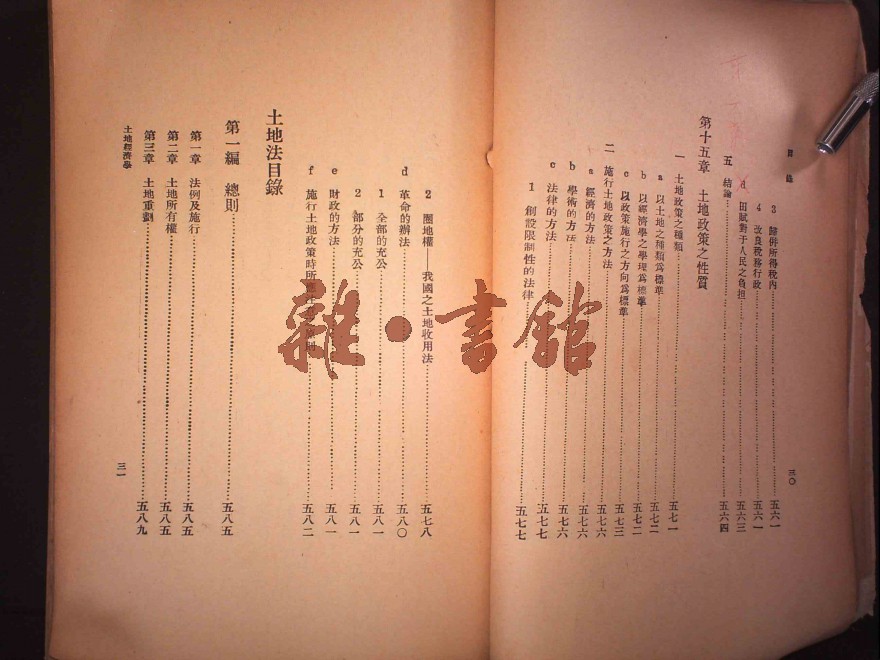 目錄
3 歸併所得稅內 五六一
4 改良稅務行政 五六一
d 田賦對于人民之負担 五六三
五 結論 五六四
第十五章 土地政策之性質
一 土地政策之種類 五七一
a 以土地之種類爲標準 五七二
b 以經濟學之學理爲標準 五七二
c 以政策施行之方向爲標準 五七三
二 施行土地政策之方法 五七六
a 經濟的方法 五七六
b 學術的方法 五七六
c 法律的方法 五七七
1 創設限制性的法律 五七七
三〇
2 團地權——我國之土地收用法 五七八
d 革命的辦法 五八〇
1 全部的充公 五八一
2 部分的充公 五八一
e 財政的方法 五八一
f 施行土地政策時所應 五八二
土地法目錄
第一編 總則 五八五
第一章 法例及施行 五八五
第二章 土地所有權 五八五
第三章 土地重劃 五八九
土地經濟學
三一
雜·書館